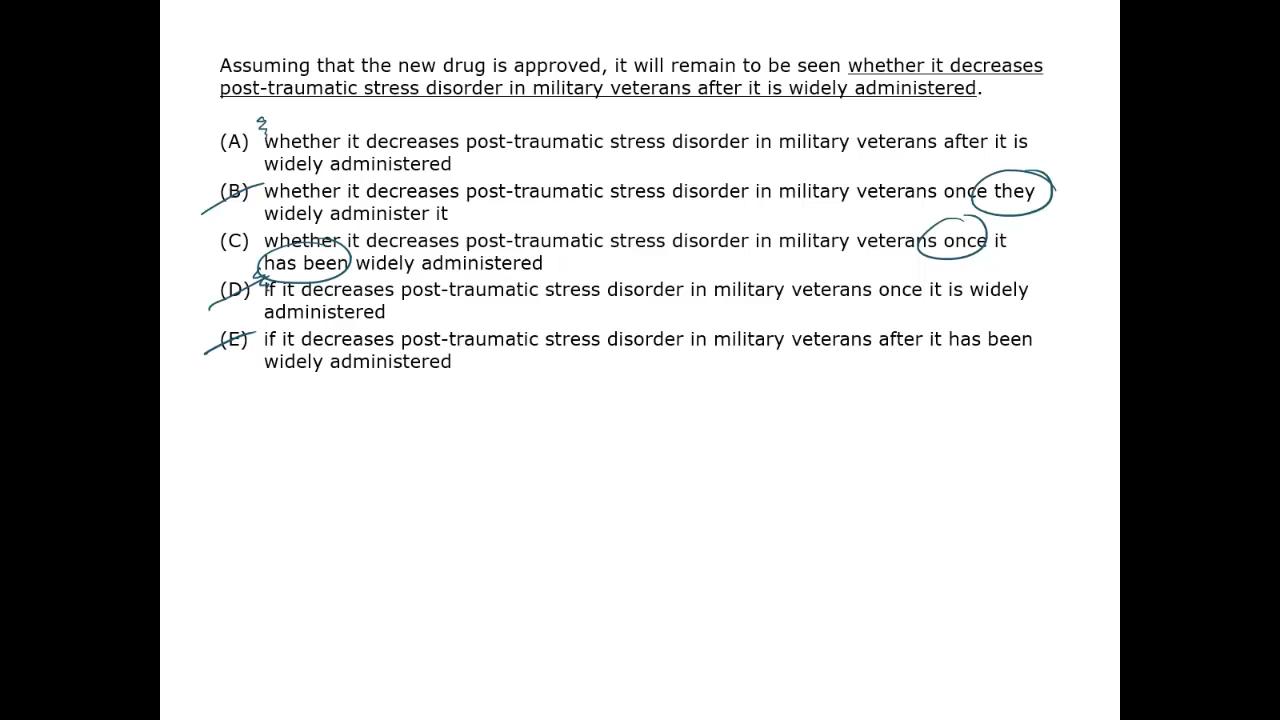 Assuming that the new drug is approved, it will remain to be seen whether it decreases
post-traumatic stress disorder in military veterans after it is widely administered.
(A) whether it decreases post-traumatic stress disorder in military veterans after it is
widely administered
(B) whether it decreases post-traumatic stress disorder in military veterans once they
widely administer it
(C) whether it decreases post-traumatic stress disorder in military veterans once it
has been widely administered
(D) if it decreases post-traumatic stress disorder in military veterans once it is widely
administered
(E) if it decreases post-traumatic stress disorder in military veterans after it has been
widely administered